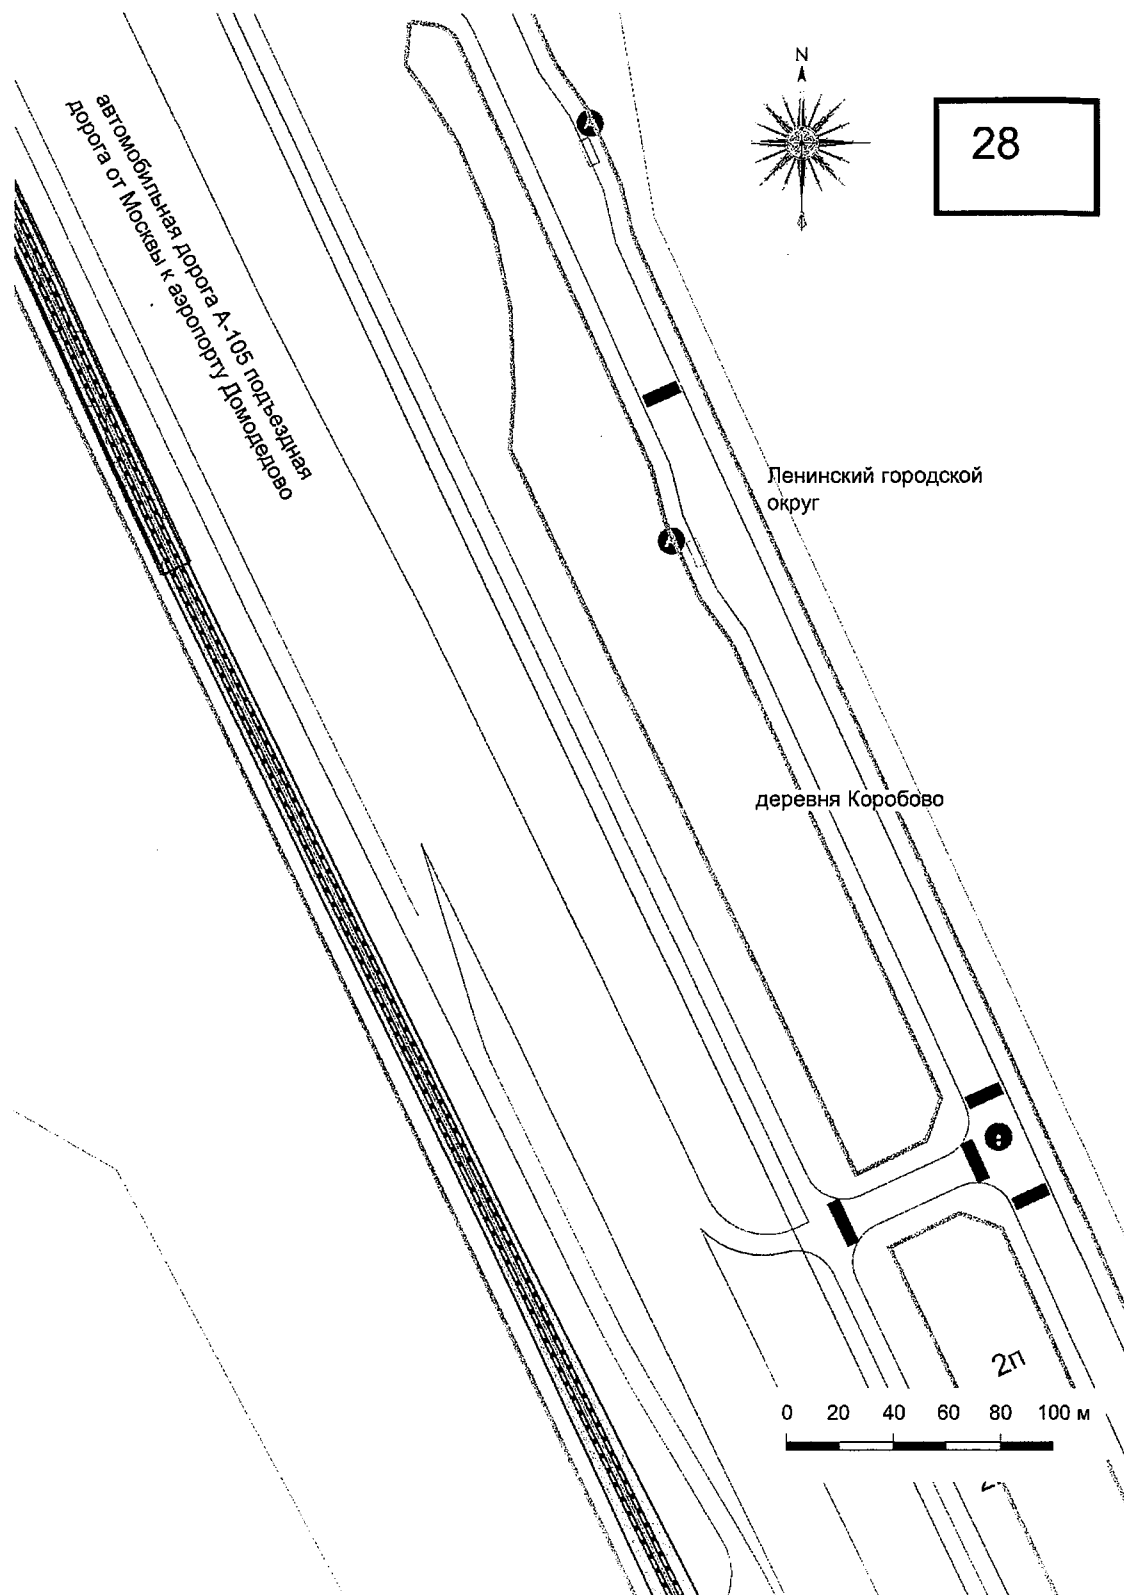 N
28
автомобильная дорога А-105 подъездная
дорога от Москвы к аэропорту Домодедово
А
Ленинский городской
округ
А
деревня Коробово
2п
0 20 40 60 80 100 м